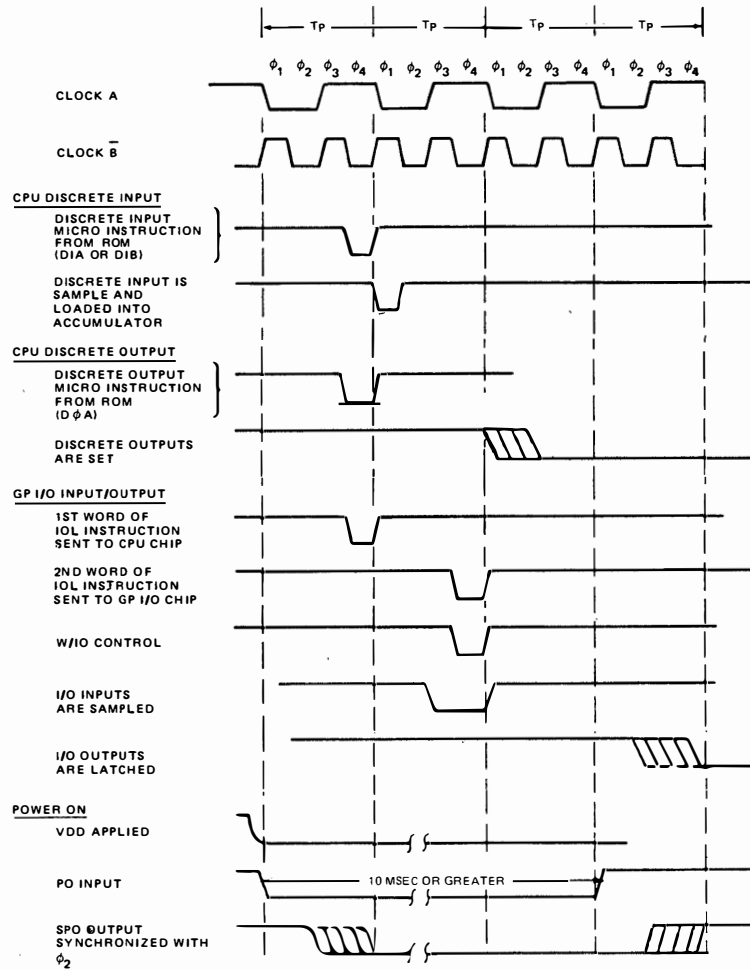 TP TP TP TP
ϕ1 ϕ2 ϕ3 ϕ4 ϕ1 ϕ2 ϕ3 ϕ4 ϕ1 ϕ2 ϕ3 ϕ4 ϕ1 ϕ2 ϕ3 ϕ4
CLOCK A
CLOCK B̅
CPU DISCRETE INPUT
DISCRETE INPUT
MICRO INSTRUCTION
FROM ROM
(DIA OR DIB)
DISCRETE INPUT IS
SAMPLE AND
LOADED INTO
ACCUMULATOR
CPU DISCRETE OUTPUT
DISCRETE OUTPUT
MICRO INSTRUCTION
FROM ROM
(DϕA)
DISCRETE OUTPUTS
ARE SET
GP I/O INPUT/OUTPUT
1ST WORD OF
IOL INSTRUCTION
SENT TO CPU CHIP
2ND WORD OF
IOL INSTRUCTION
SENT TO GP I/O CHIP
W/IO CONTROL
I/O INPUTS
ARE SAMPLED
I/O OUTPUTS
ARE LATCHED
POWER ON
VDD APPLIED
PO INPUT
10 MSEC OR GREATER
SPO OUTPUT
SYNCHRONIZED WITH
ϕ2